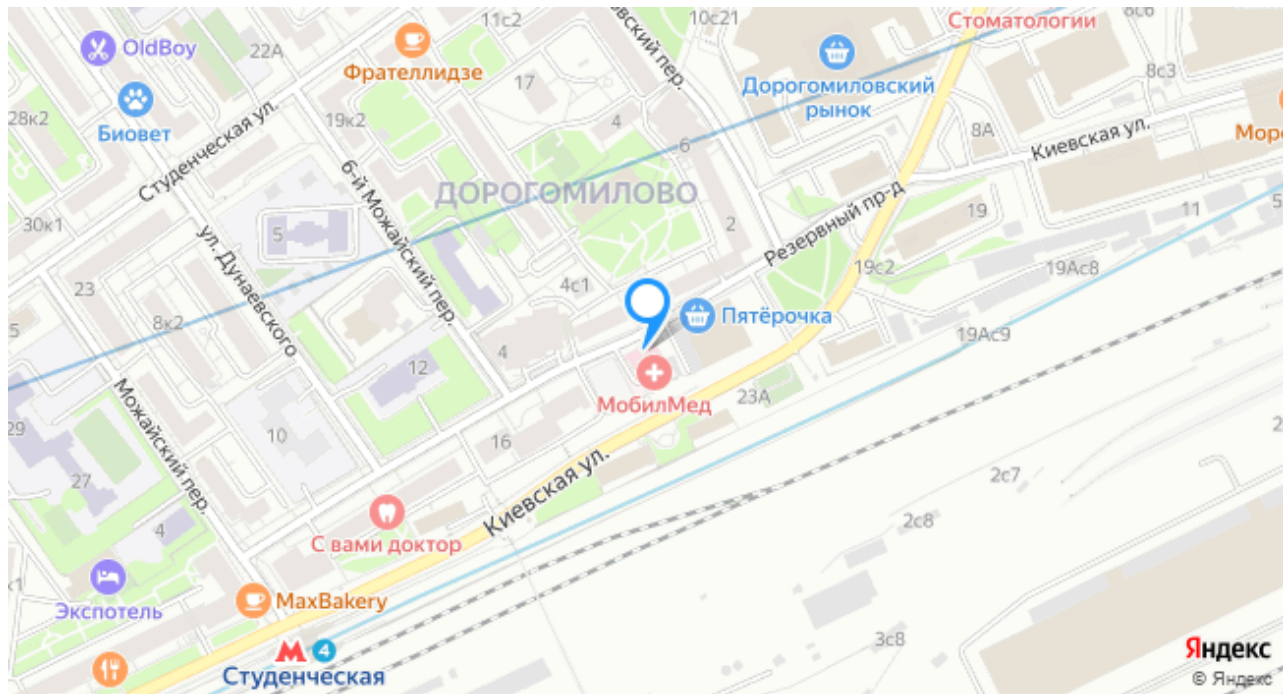 11с2
10с21
8с6
Стоматологии
OldBoy
22А
Фрателлидзе
17
Дорогомиловский
рынок
8с3
28к2
Биовет
19к2
4
6
8А
Киевская ул.
Студенческая ул.
6-й Можайский пер.
ДОРОГОМИЛОВО
30к1
5
2
Резервный пр-д
19
11
5
ул. Дунаевского
4с1
19с2
19Ас8
23
5
8к2
Пятёрочка
19Ас9
4
12
МобилМед
23А
Можайский пер.
29
10
16
27
Киевская ул.
2с7
4
С вами доктор
2с8
Экспотель
MaxBakery
4
Студенческая
3с8
Яндекс
© Яндекс